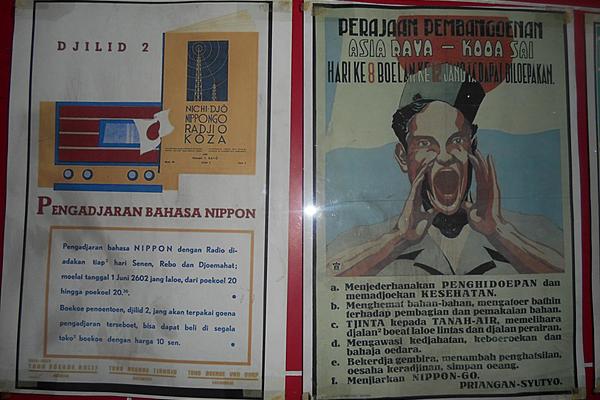 DJILID 2
NICHI-DJŌ
NIPPONGO
RADJIO
KŌZA
PENGADJARAN BAHASA NIPPON
Pengadjaran bahasa NIPPON dengan Radio di-
adakan tiap² hari Senen, Rebo dan Djoemahat;
moelai tanggal 1 Juni 2602 jang laloe, dari poekoel 20
hingga poekoel 20.³⁰.
Boekoe penoentoen, djilid 2, jang akan terpakai goena
pengadjaran terseboet, bisa dapat beli di segala
toko² boekoe dengan harga 10 sen.
PERAJAAN PEMBANGOENAN
ASIA RAYA — KOOA SAI
HARI KE 8 BOELAN KE 12 JANG TA' DAPAT DILOEPAKAN.
a. Menjederhanakan PENGHIDOEPAN dan
memadjoekan KESEHATAN.
b. Menghemat bahan-bahan, mengatoer bathin
terhadap pembagian dan pemakaian bahan.
c. TJINTA kepada TANAH-AIR, memelihara
djalan² boeat laloe lintas dan djalan perairan.
d. Mengawasi kedjahatan, keboeroekan dan
bahaja oedara.
e. Bekerdja gembira, menambah penghatsilan,
oesaha keradjinan, simpan oeang.
f. Menjiarkan NIPPON-GO.
PRIANGAN-SYUTYO.